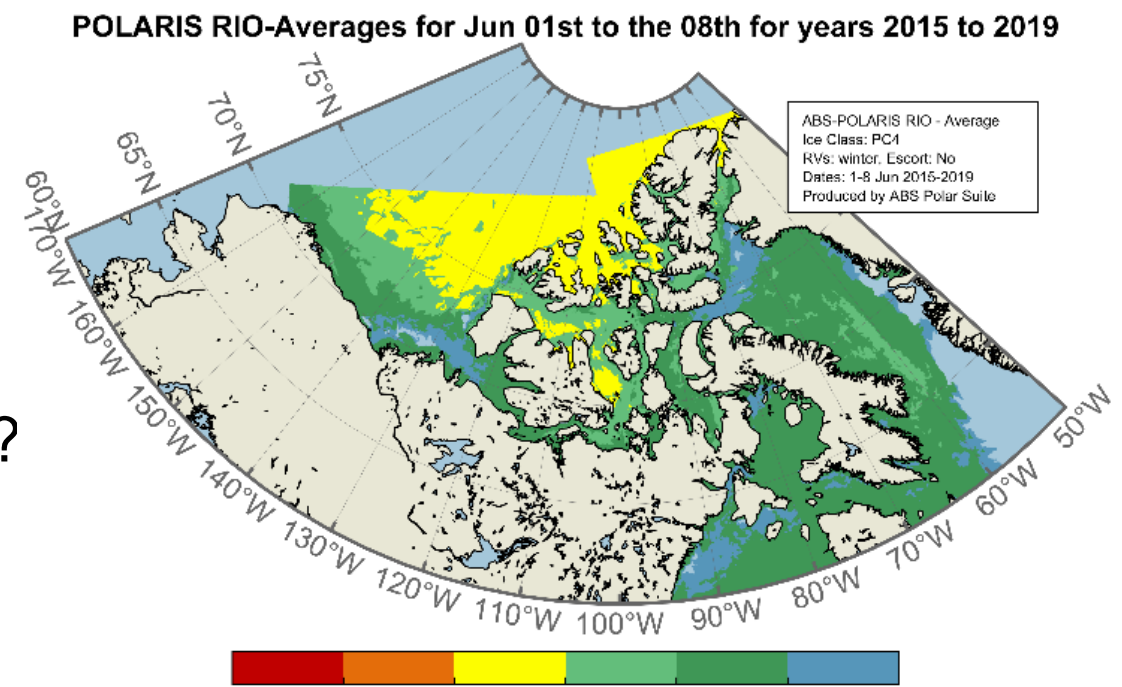 POLARIS RIO-Averages for Jun 01st to the 08th for years 2015 to 2019
75°N
70°N
65°N
60°N
170°W
160°W
150°W
140°W
130°W
120°W
110°W
100°W
90°W
80°W
70°W
60°W
50°W
ABS-POLARIS RIO - Average
Ice Class: PC4
RVs: winter, Escort: No
Dates: 1-8 Jun 2015-2019
Produced by ABS Polar Suite
?